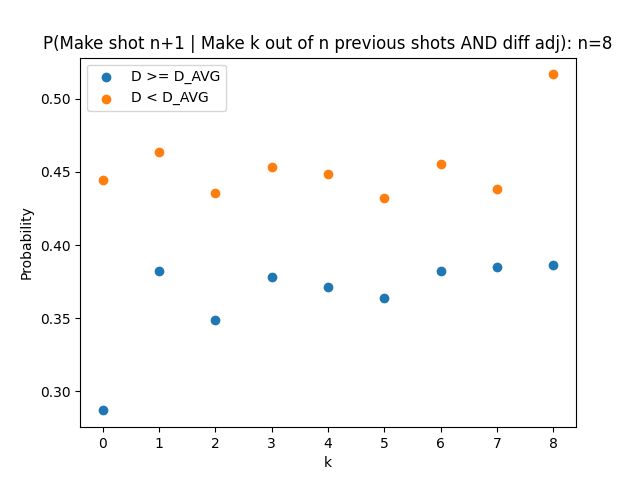 P(Make shot n+1 | Make k out of n previous shots AND diff adj): n=8
D >= D_AVG
D < D_AVG
0.50
0.45
0.40
0.35
0.30
Probability
0 1 2 3 4 5 6 7 8
k